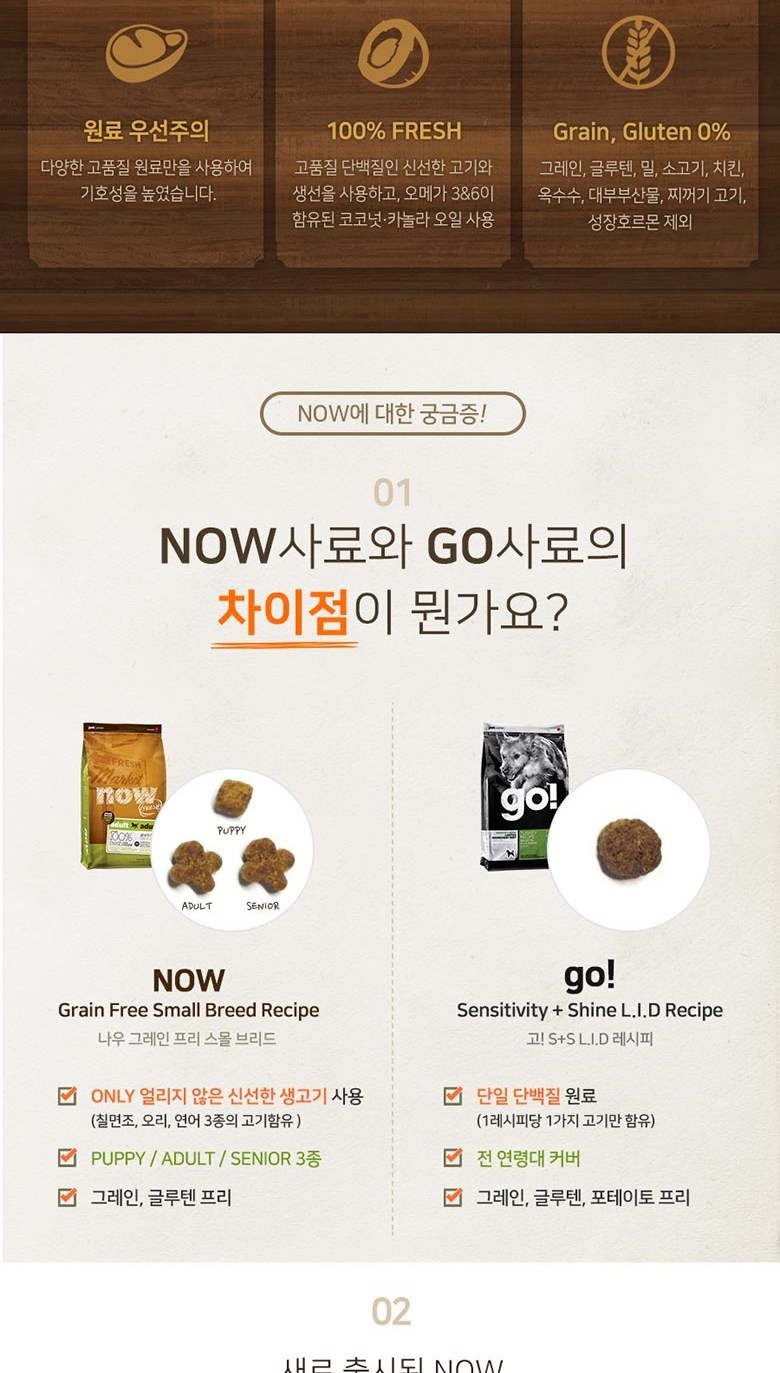 원료 우선주의
다양한 고품질 원료만을 사용하여
기호성을 높였습니다.
100% FRESH
고품질 단백질인 신선한 고기와
생선을 사용하고, 오메가 3&6이
함유된 코코넛·카놀라 오일 사용
Grain, Gluten 0%
그레인, 글루텐, 밀, 소고기, 치킨,
옥수수, 대부부산물, 찌꺼기 고기,
성장호르몬 제외
NOW에 대한 궁금증!
01
NOW사료와 GO사료의
차이점이 뭔가요?
FRESH
Market
now
adult
100%
PUPPY
ADULT
SENIOR
go!
NOW
Grain Free Small Breed Recipe
나우 그레인 프리 스몰 브리드
ONLY 얼리지 않은 신선한 생고기 사용
(칠면조, 오리, 연어 3종의 고기함유 )
PUPPY / ADULT / SENIOR 3종
그레인, 글루텐 프리
go!
Sensitivity + Shine L.I.D Recipe
고! S+S L.I.D 레시피
단일 단백질 원료
(1레시피당 1가지 고기만 함유)
전 연령대 커버
그레인, 글루텐, 포테이토 프리
02
새로 출시된 NOW